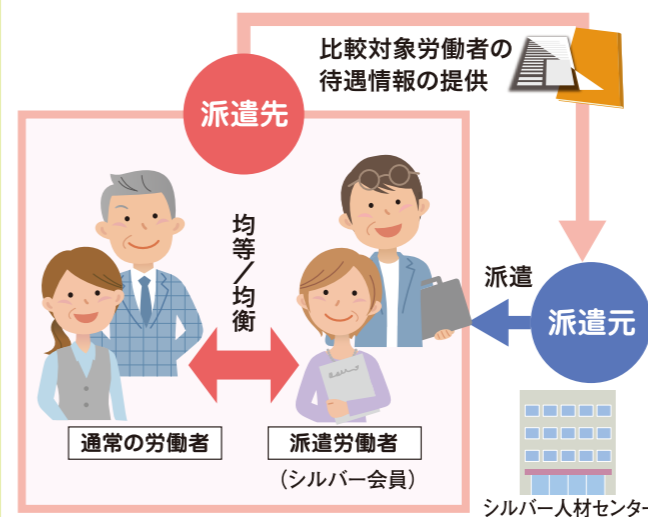 比較対象労働者の
待遇情報の提供
派遣先
均等／均衡
派遣
派遣元
通常の労働者
派遣労働者
（シルバー会員）
シルバー人材センター